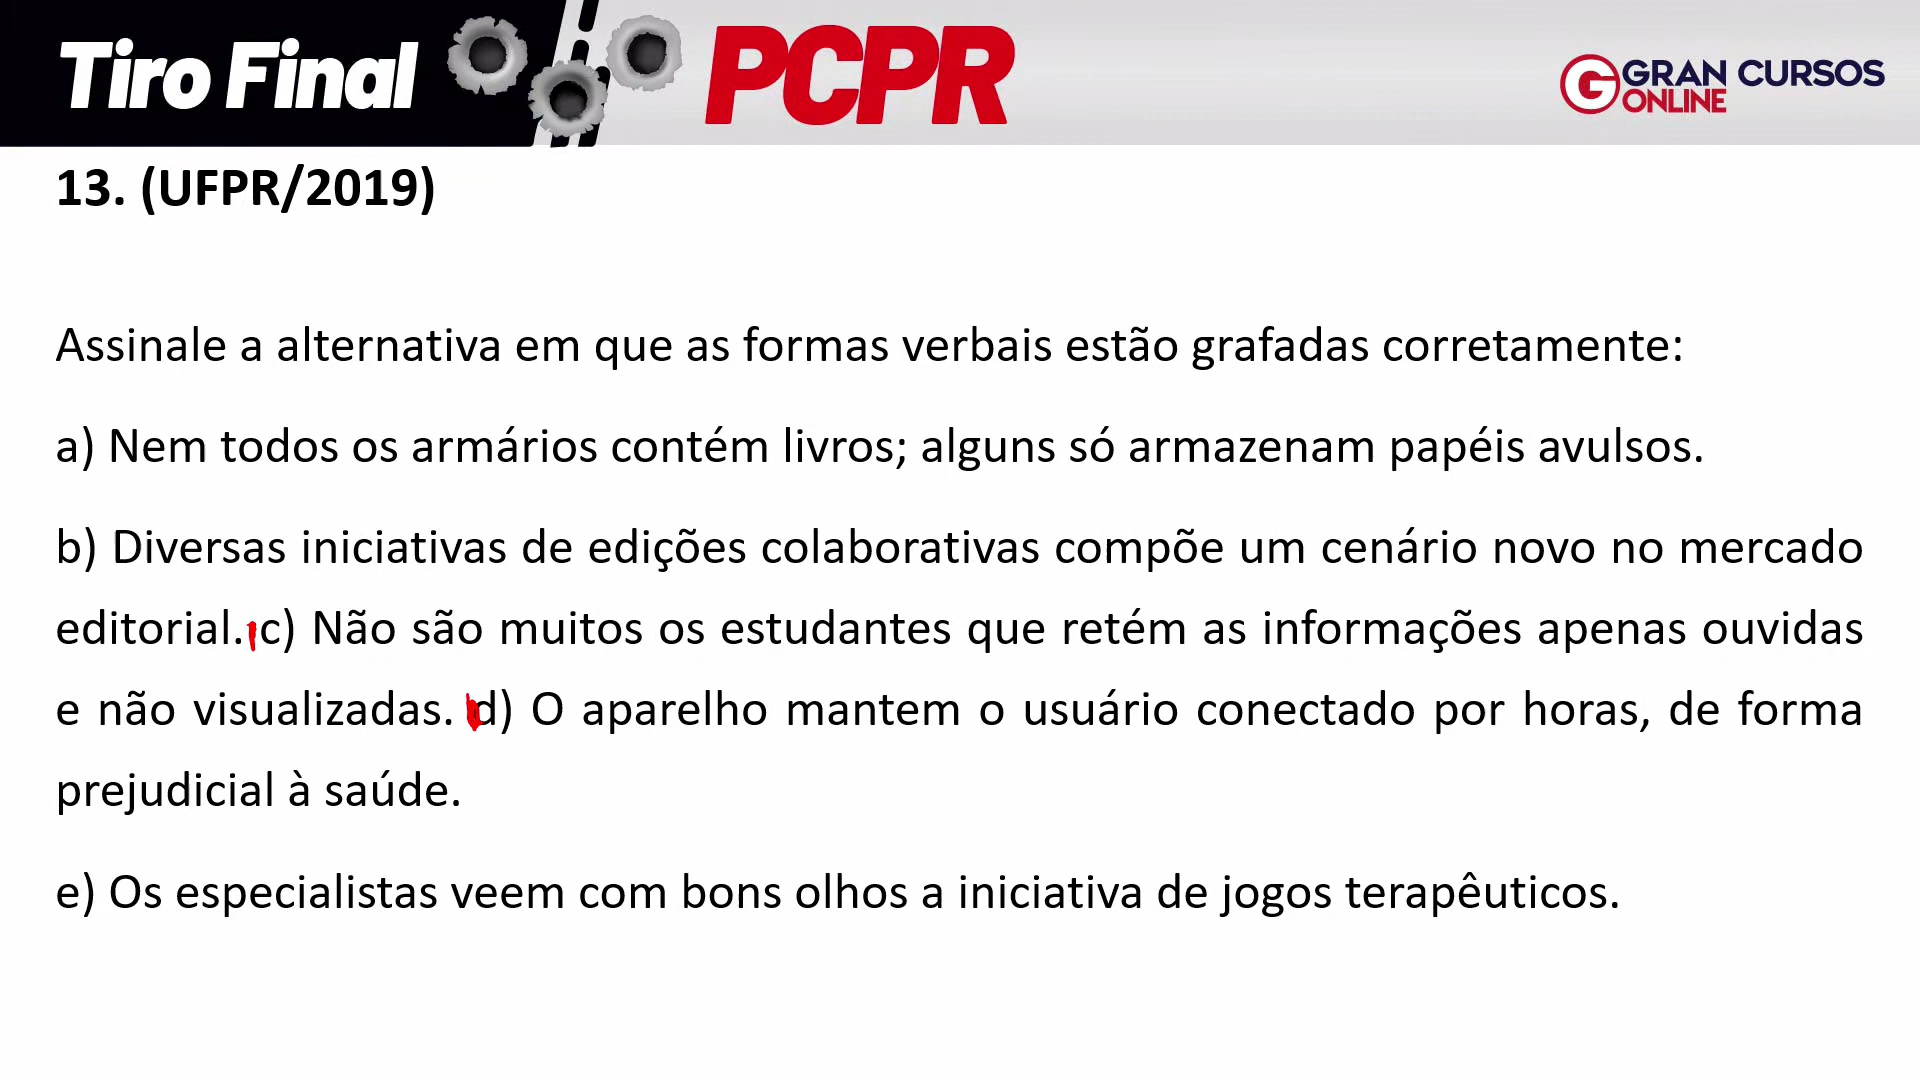 Tiro Final PCPR GRAN CURSOS
ONLINE
13. (UFPR/2019)
Assinale a alternativa em que as formas verbais estão grafadas corretamente:
a) Nem todos os armários contém livros; alguns só armazenam papéis avulsos.
b) Diversas iniciativas de edições colaborativas compõe um cenário novo no mercado
editorial. c) Não são muitos os estudantes que retém as informações apenas ouvidas
e não visualizadas. d) O aparelho mantem o usuário conectado por horas, de forma
prejudicial à saúde.
e) Os especialistas veem com bons olhos a iniciativa de jogos terapêuticos.